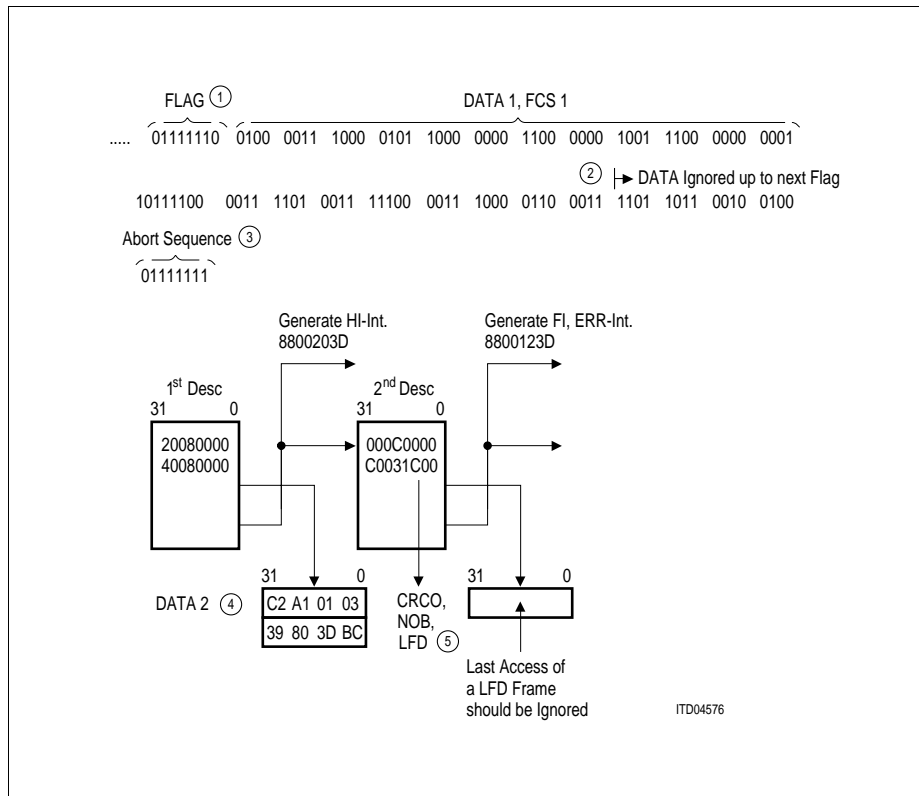 FLAG 1 DATA 1, FCS 1
..... 01111110 0100 0011 1000 0101 1000 0000 1100 0000 1001 1100 0000 0001
2 DATA Ignored up to next Flag
10111100 0011 1101 0011 11100 0011 1000 0110 0011 1101 1011 0010 0100
Abort Sequence 3
01111111
Generate HI-Int. Generate FI, ERR-Int.
8800203D 8800123D
1st Desc 2nd Desc
31 0 31 0
20080000 000C0000
40080000 C0031C00
31 0 31 0
DATA 2 4 C2 A1 01 03 CRCO,
39 80 3D BC NOB,
LFD 5
Last Access of
a LFD Frame
should be Ignored
ITD04576